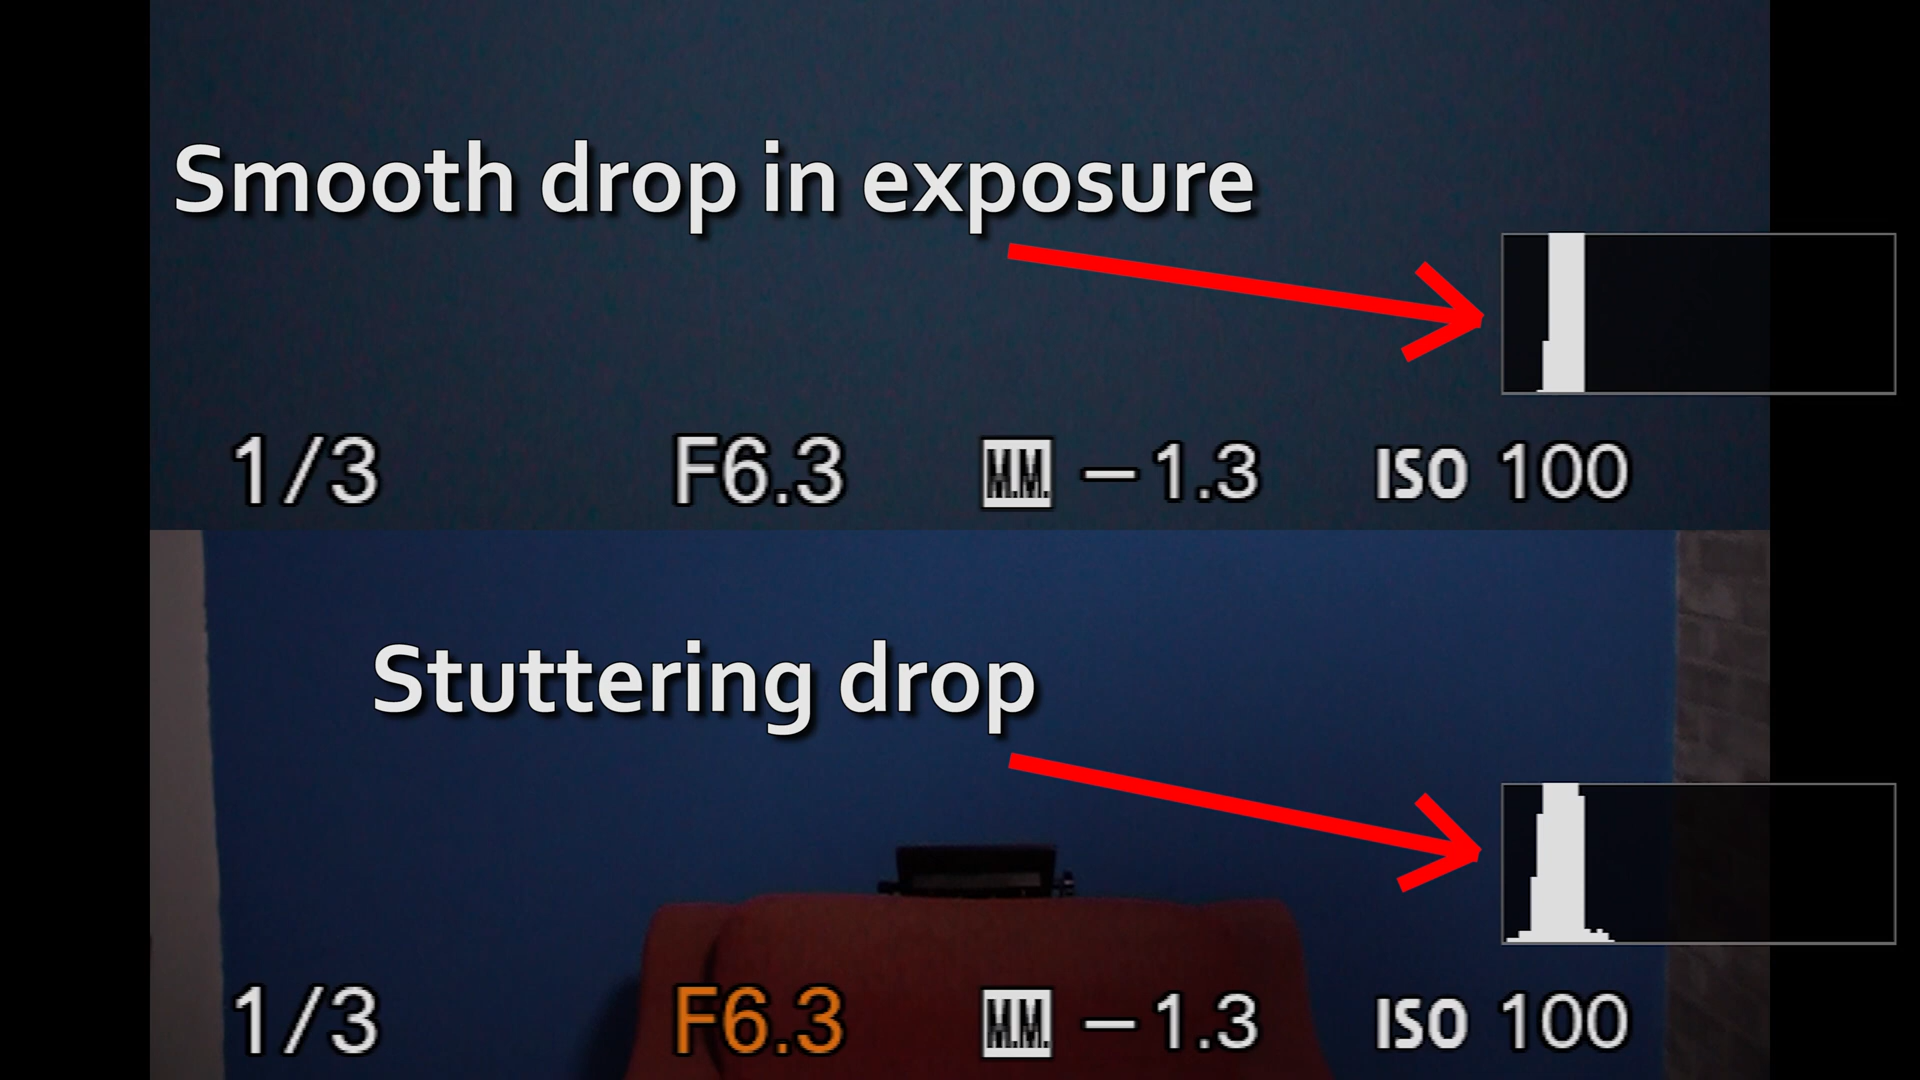 Smooth drop in exposure
1/3 F6.3 M.M. –1.3 ISO 100
Stuttering drop
1/3 F6.3 M.M. –1.3 ISO 100